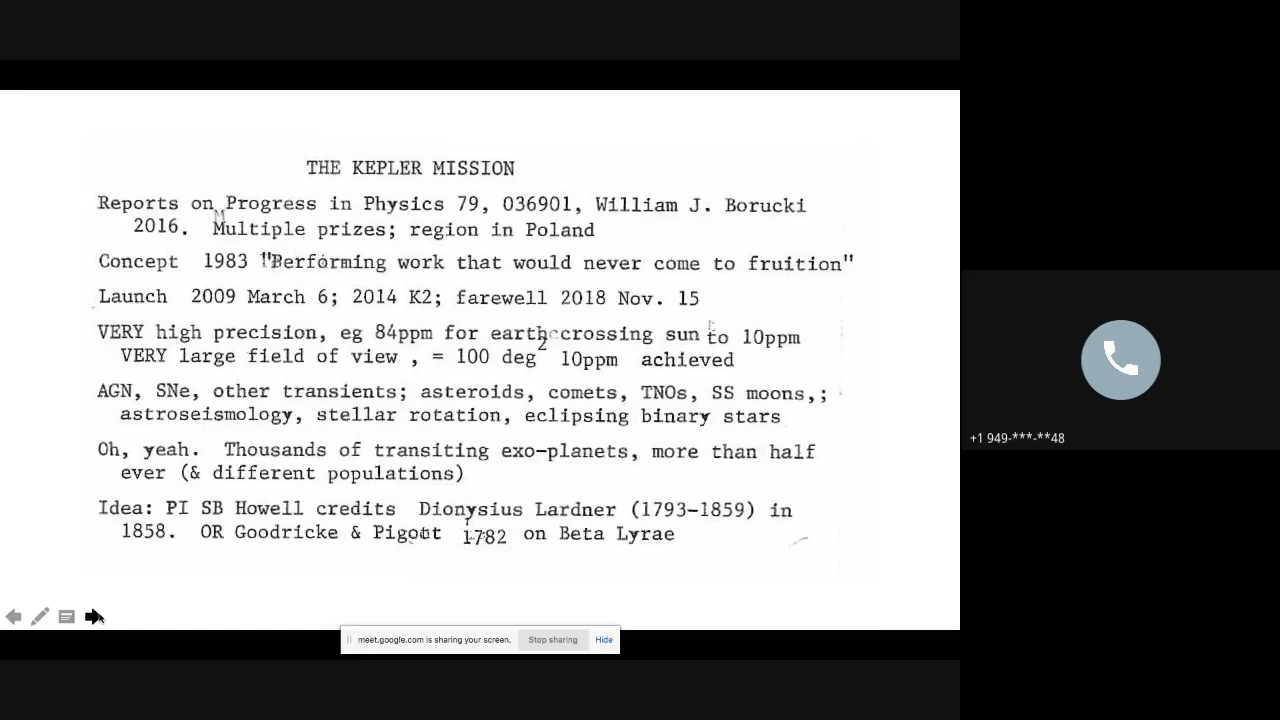 THE KEPLER MISSION
Reports on Progress in Physics 79, 036901, William J. Borucki
2016. Multiple prizes; region in Poland
Concept 1983 "Berforming work that would never come to fruition"
Launch 2009 March 6; 2014 K2; farewell 2018 Nov. 15
VERY high precision, eg 84ppm for earth crossing sun to 10ppm
VERY large field of view , = 100 deg2 10ppm achieved
AGN, SNe, other transients; asteroids, comets, TNOs, SS moons,;
astroseismology, stellar rotation, eclipsing binary stars
Oh, yeah. Thousands of transiting exo-planets, more than half
ever (& different populations)
Idea: PI SB Howell credits Dionysius Lardner (1793-1859) in
1858. OR Goodricke & Pigott 1782 on Beta Lyrae
meet.google.com is sharing your screen. Stop sharing Hide
+1 949-***-**48